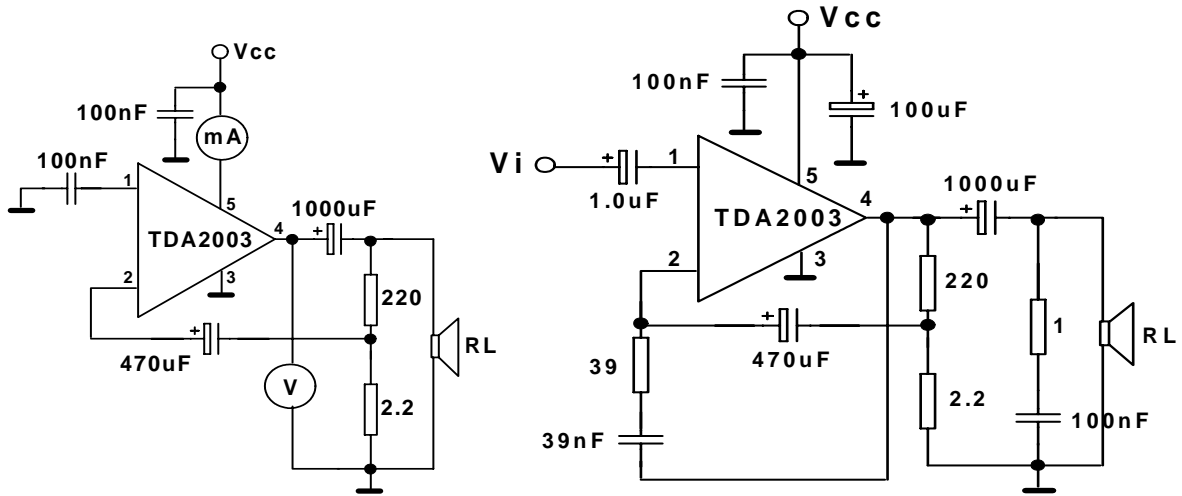 Vcc
100nF
mA
100nF
1
5
1000uF
+
TDA2003
4
2
3
220
+
470uF
RL
V
2.2
Vcc
100nF
+
100uF
Vi
+
1
1.0uF
5
1000uF
TDA2003
4
+
2
3
220
+
470uF
1
RL
39
2.2
39nF
100nF